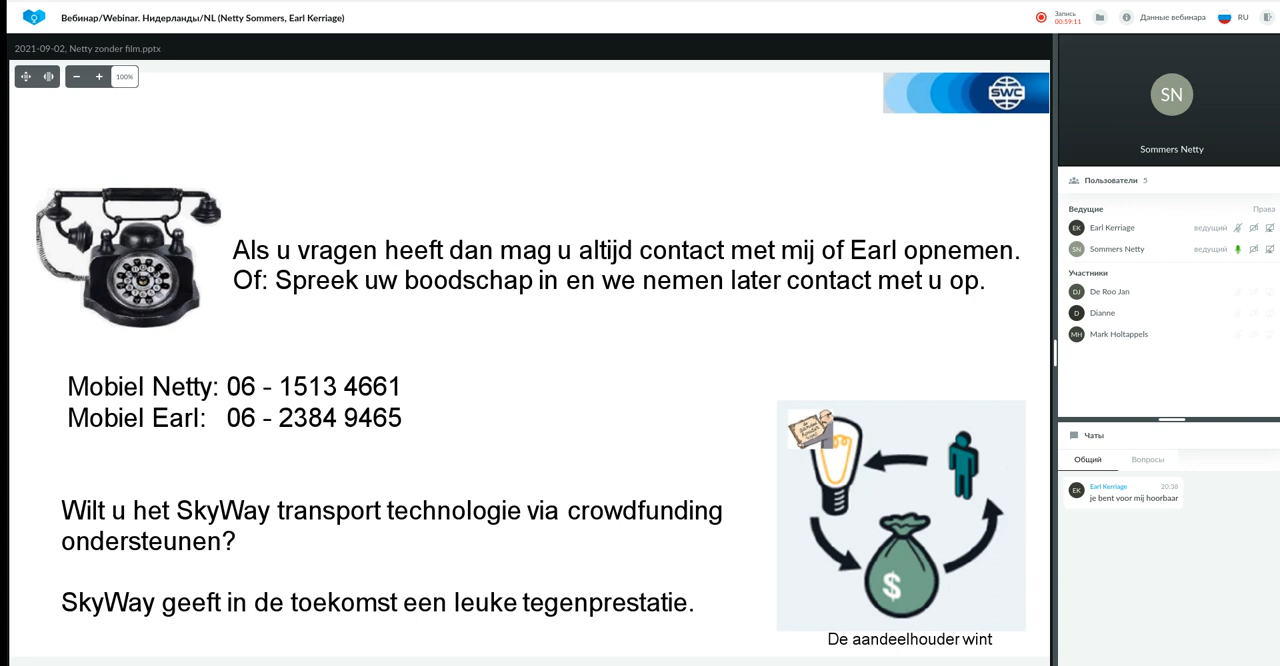 Вебинар/Webinar. Нидерланды/NL (Netty Sommers, Earl Kerriage)
Запись
00:59:11
Данные вебинара
RU
2021-09-02, Netty zonder film.pptx
100%
SWC
Als u vragen heeft dan mag u altijd contact met mij of Earl opnemen.
Of: Spreek uw boodschap in en we nemen later contact met u op.
Mobiel Netty: 06 - 1513 4661
Mobiel Earl: 06 - 2384 9465
Wilt u het SkyWay transport technologie via crowdfunding
ondersteunen?
SkyWay geeft in de toekomst een leuke tegenprestatie.
$
De aandeelhouder wint
SN
Sommers Netty
Пользователи 5
Ведущие Права
EK Earl Kerriage ведущий
SN Sommers Netty ведущий
Участники
DJ De Roo Jan
D Dianne
MH Mark Holtappels
Чаты
Общий Вопросы
EK Earl Kerriage 20:38
je bent voor mij hoorbaar